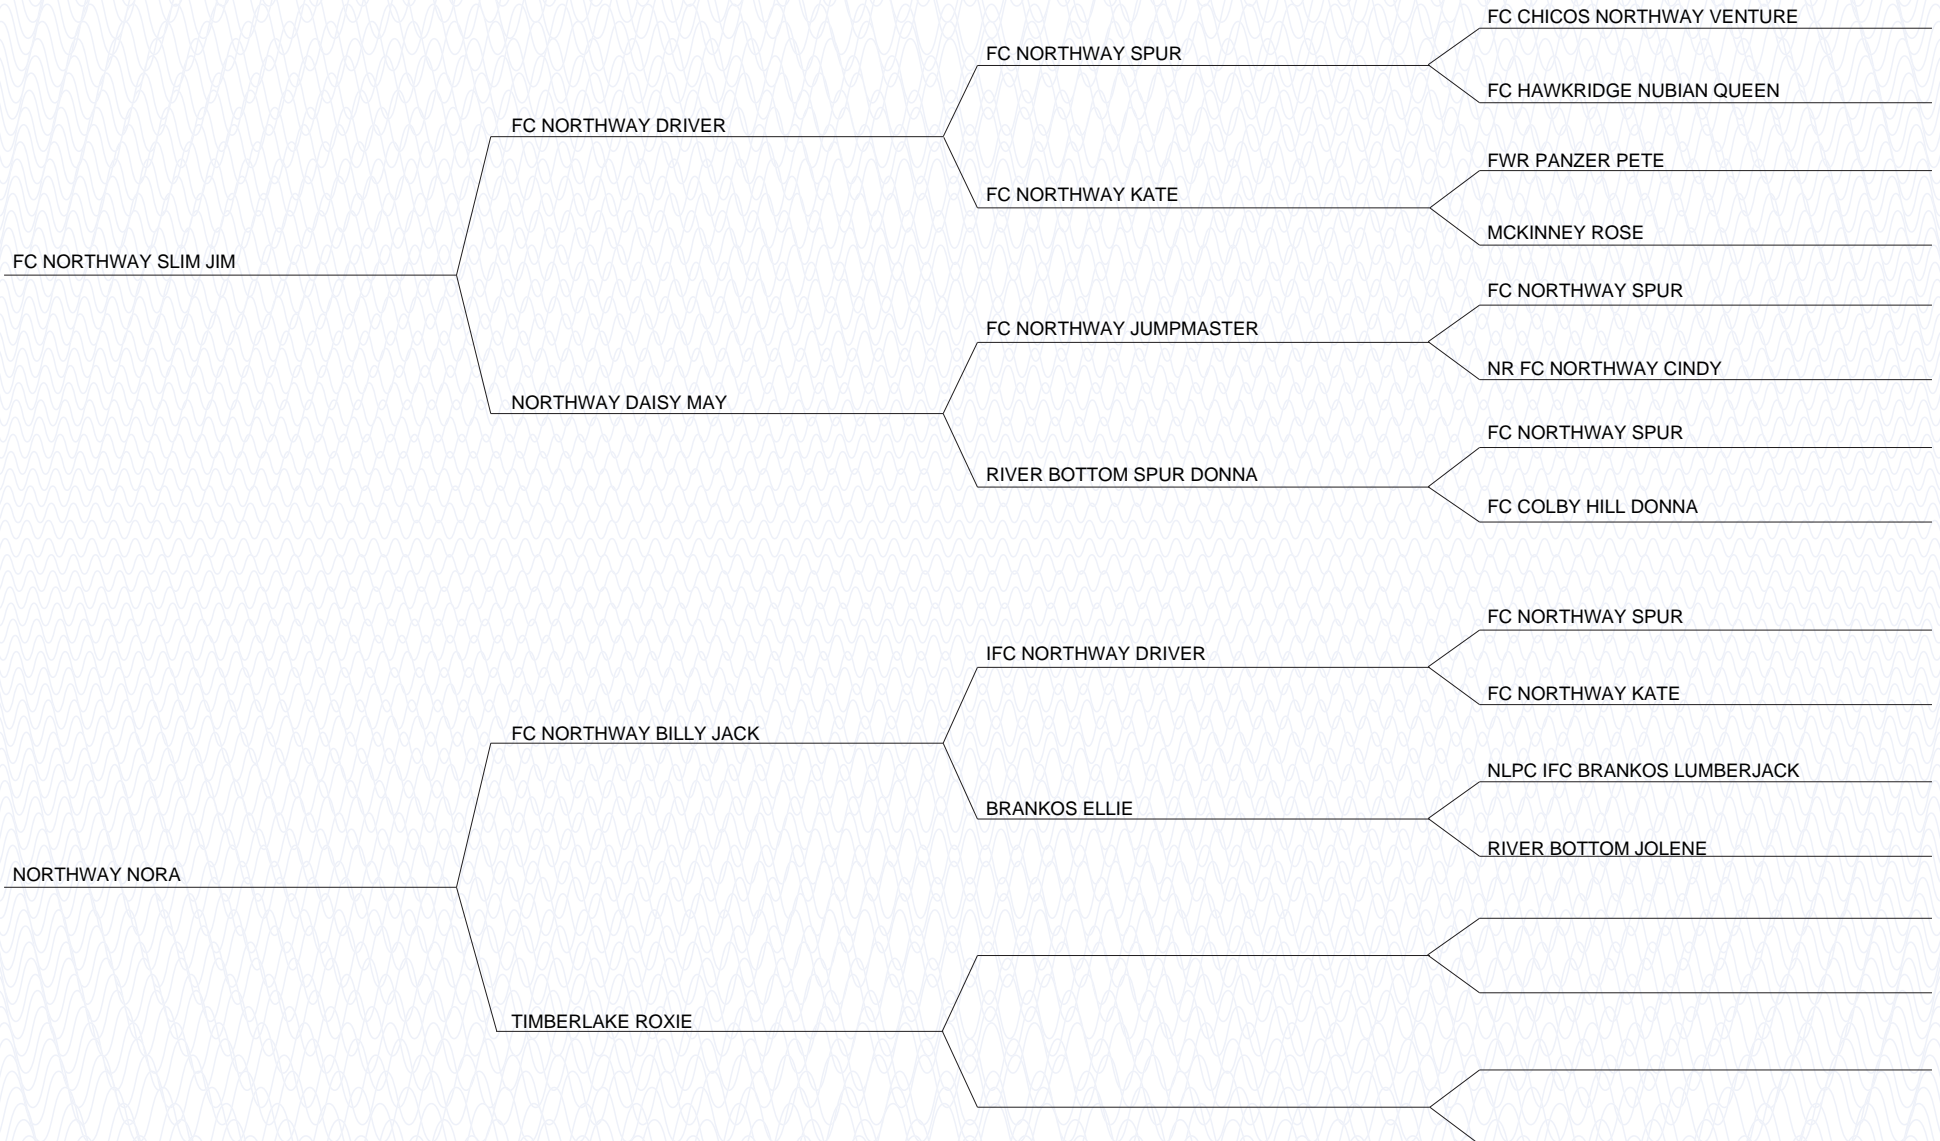 FC CHICOS NORTHWAY VENTURE
FC NORTHWAY SPUR
FC HAWKRIDGE NUBIAN QUEEN
FC NORTHWAY DRIVER
FWR PANZER PETE
FC NORTHWAY KATE
MCKINNEY ROSE
FC NORTHWAY SLIM JIM
FC NORTHWAY SPUR
FC NORTHWAY JUMPMASTER
NR FC NORTHWAY CINDY
NORTHWAY DAISY MAY
FC NORTHWAY SPUR
RIVER BOTTOM SPUR DONNA
FC COLBY HILL DONNA
FC NORTHWAY SPUR
IFC NORTHWAY DRIVER
FC NORTHWAY KATE
FC NORTHWAY BILLY JACK
NLPC IFC BRANKOS LUMBERJACK
BRANKOS ELLIE
RIVER BOTTOM JOLENE
NORTHWAY NORA
TIMBERLAKE ROXIE